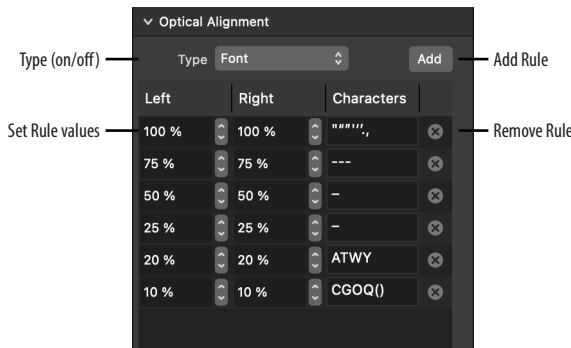 Optical Alignment
Type (on/off) Type Font Add Add Rule
Left Right Characters
Set Rule values 100 % 100 % "“”'‘’., Remove Rule
75 % 75 % ---
50 % 50 % –
25 % 25 % –
20 % 20 % ATWY
10 % 10 % CGOQ()